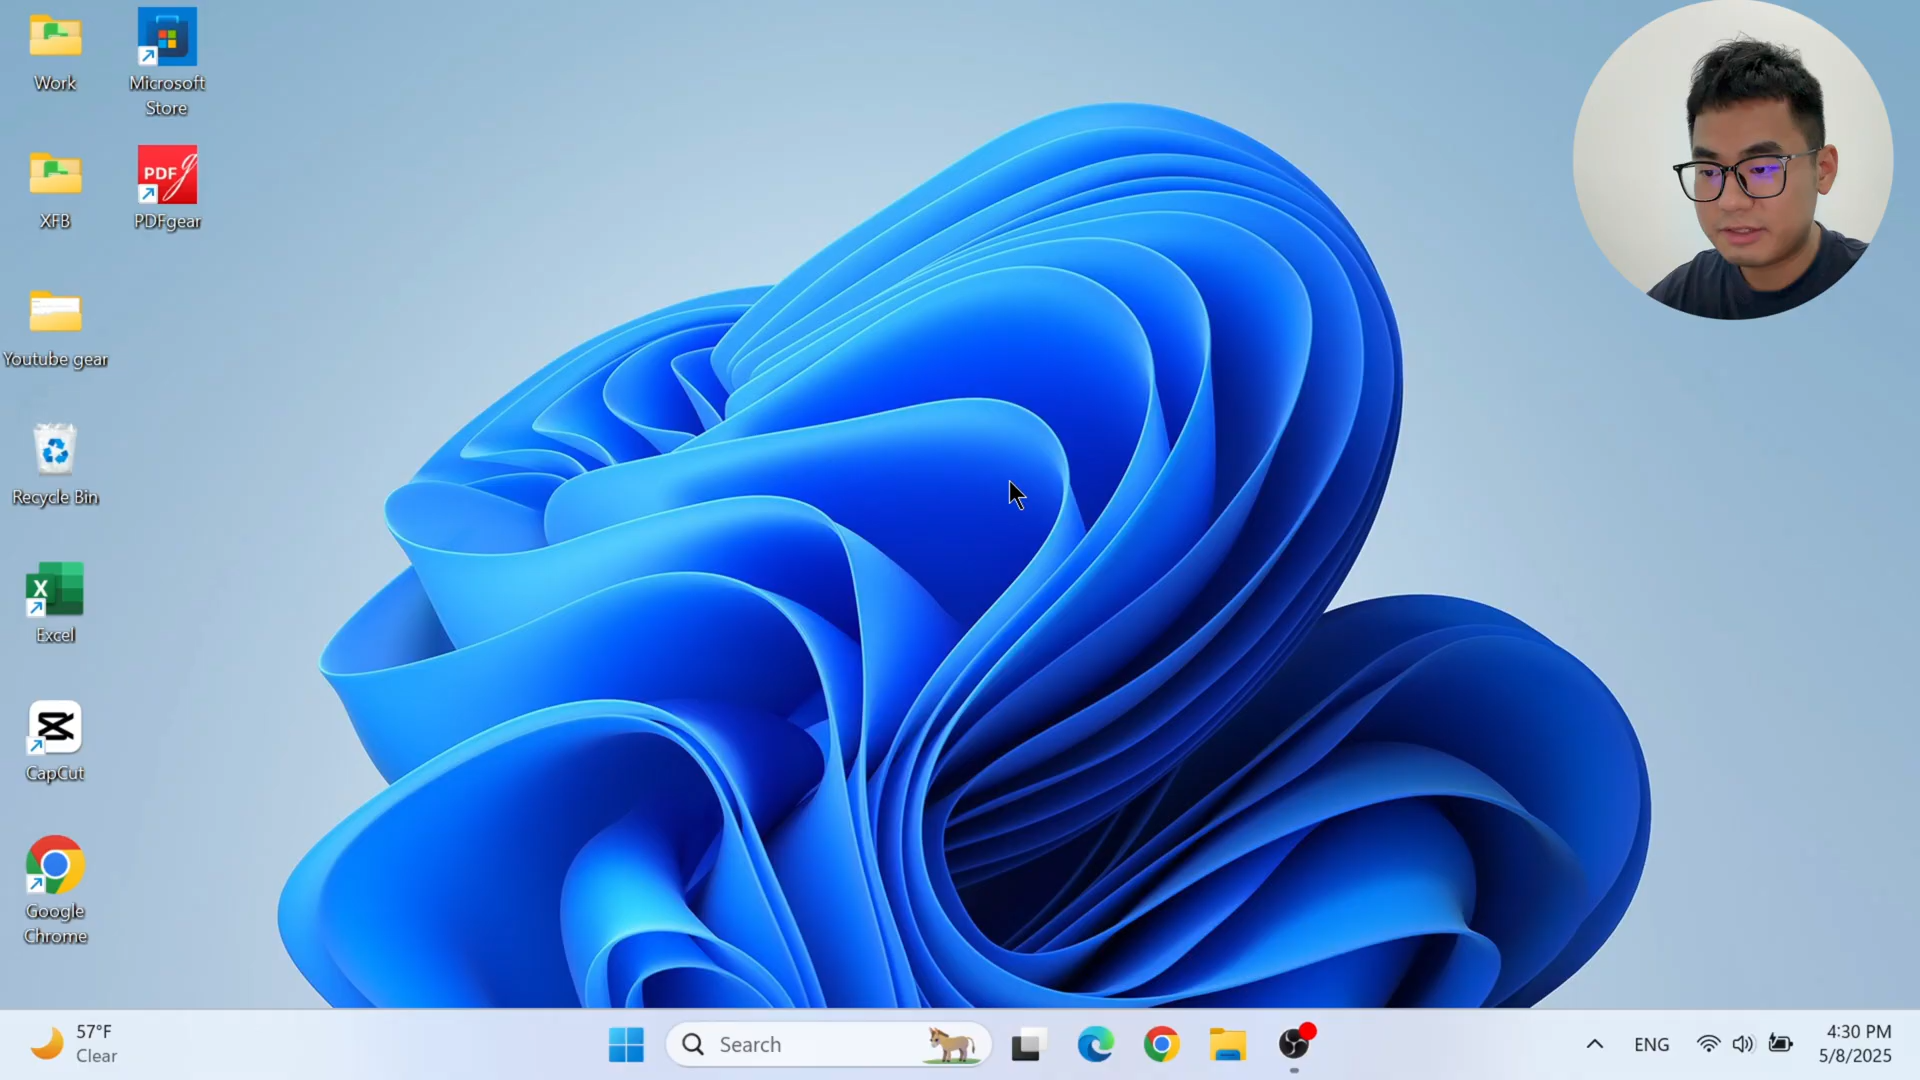 Work
Microsoft
Store
XFB
PDF
PDFgear
Youtube gear
Recycle Bin
X
Excel
CapCut
Google
Chrome
57°F
Clear
Search
ENG
4:30 PM
5/8/2025